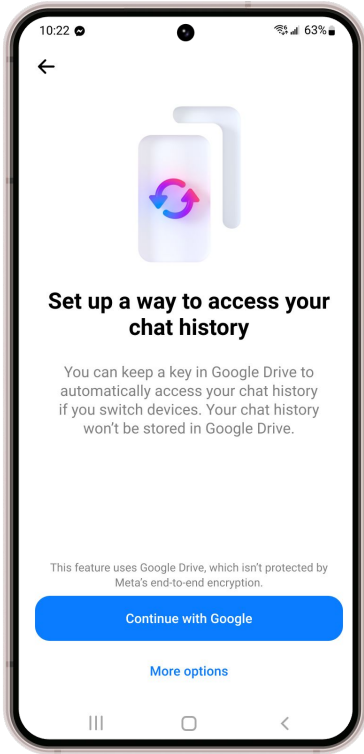 10:22 63%
Set up a way to access your
chat history
You can keep a key in Google Drive to
automatically access your chat history
if you switch devices. Your chat history
won't be stored in Google Drive.
This feature uses Google Drive, which isn't protected by
Meta's end-to-end encryption.
Continue with Google
More options